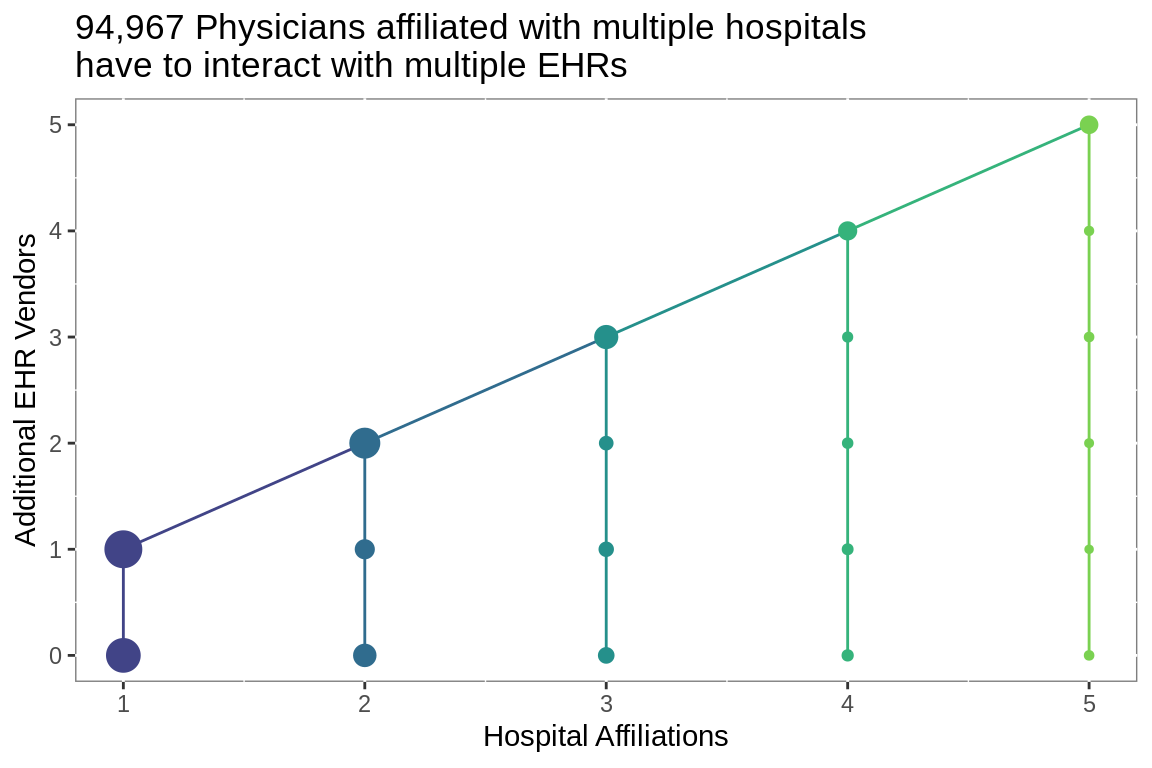 94,967 Physicians affiliated with multiple hospitals
have to interact with multiple EHRs
Additional EHR Vendors
5
4
3
2
1
0
1 2 3 4 5
Hospital Affiliations